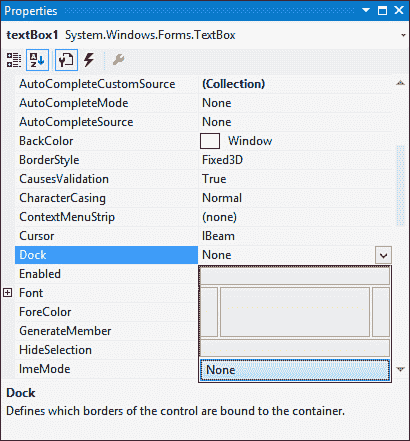 Properties
textBox1 System.Windows.Forms.TextBox
AutoCompleteCustomSource (Collection)
AutoCompleteMode None
AutoCompleteSource None
BackColor Window
BorderStyle Fixed3D
CausesValidation True
CharacterCasing Normal
ContextMenuStrip (none)
Cursor IBeam
Dock None
Enabled
Font
ForeColor
GenerateMember
HideSelection
ImeMode None
Dock
Defines which borders of the control are bound to the container.